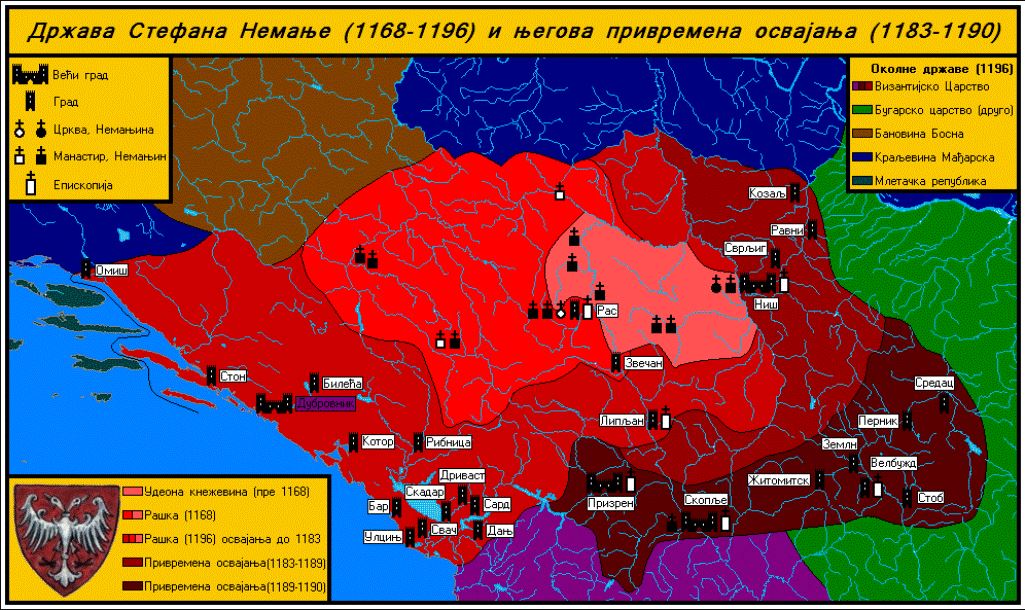 Држава Стефана Немање (1168-1196) и његова привремена освајања (1183-1190)
Већи град
Град
Црква, Немањина
Манастир, Немањин
Епископија
Околне државе (1196)
Византијско Царство
Бугарско царство (друго)
Бановина Босна
Краљевина Мађарска
Млетачка република
Козаљ
Равни
Сврљиг
Ниш
Омиш
Рас
Звечан
Стон
Билећа
Дубровник
Средац
Перник
Липљан
Котор
Рибница
Землн
Велбужд
Житомитск
Стоб
Дриваст
Скадар
Сард
Бар
Свач
Дањ
Улцињ
Призрен
Скопље
Удеона кнежевина (пре 1168)
Рашка (1168)
Рашка (1196) освајања до 1183
Привремена освајања (1183-1189)
Привремена освајања (1189-1190)